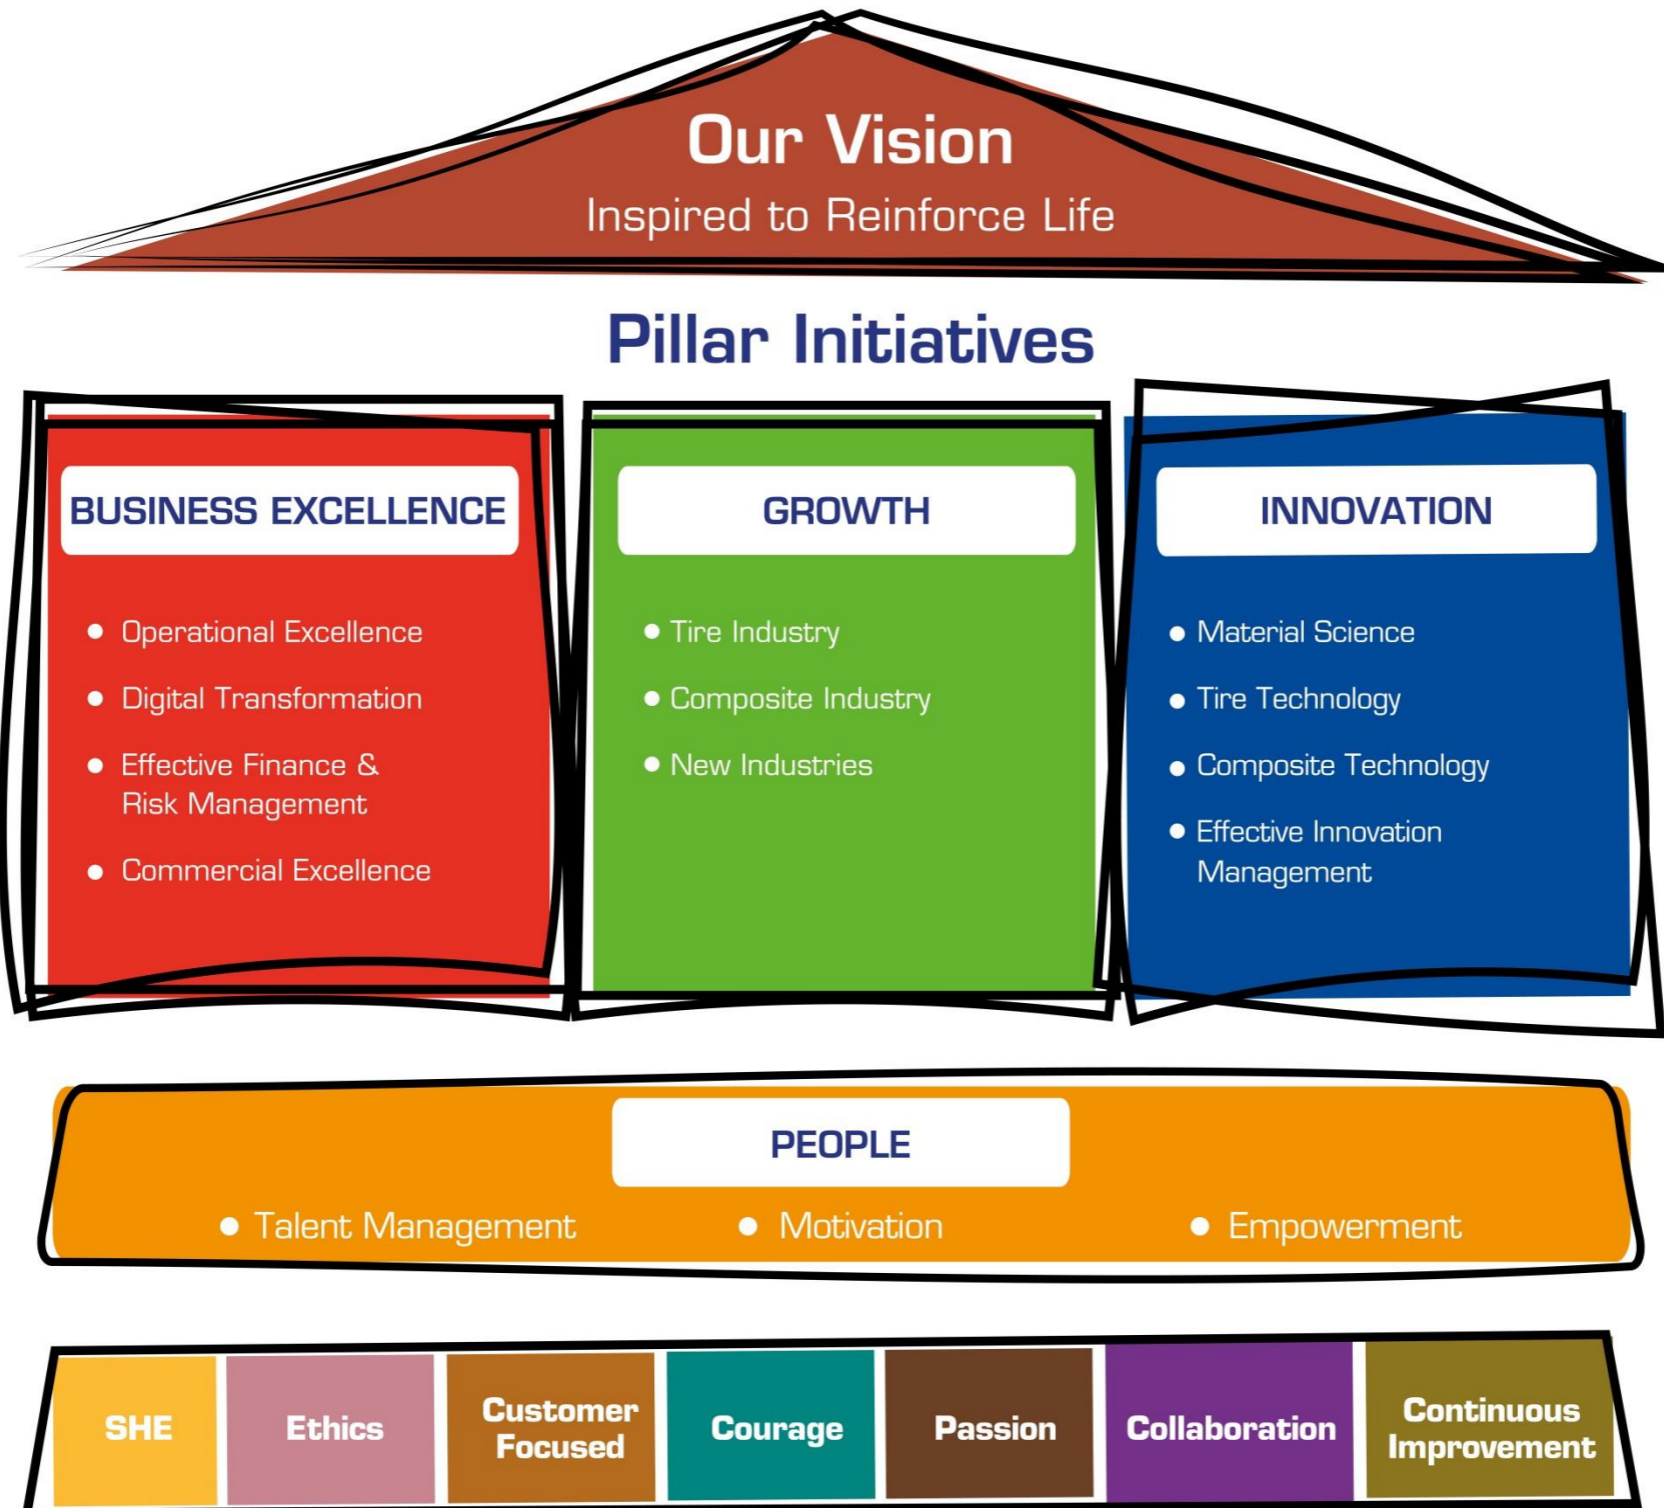 Our Vision
Inspired to Reinforce Life
Pillar Initiatives
BUSINESS EXCELLENCE
Operational Excellence
Digital Transformation
Effective Finance &
Risk Management
Commercial Excellence
GROWTH
Tire Industry
Composite Industry
New Industries
INNOVATION
Material Science
Tire Technology
Composite Technology
Effective Innovation
Management
PEOPLE
Talent Management
Motivation
Empowerment
SHE
Ethics
Customer
Focused
Courage
Passion
Collaboration
Continuous
Improvement